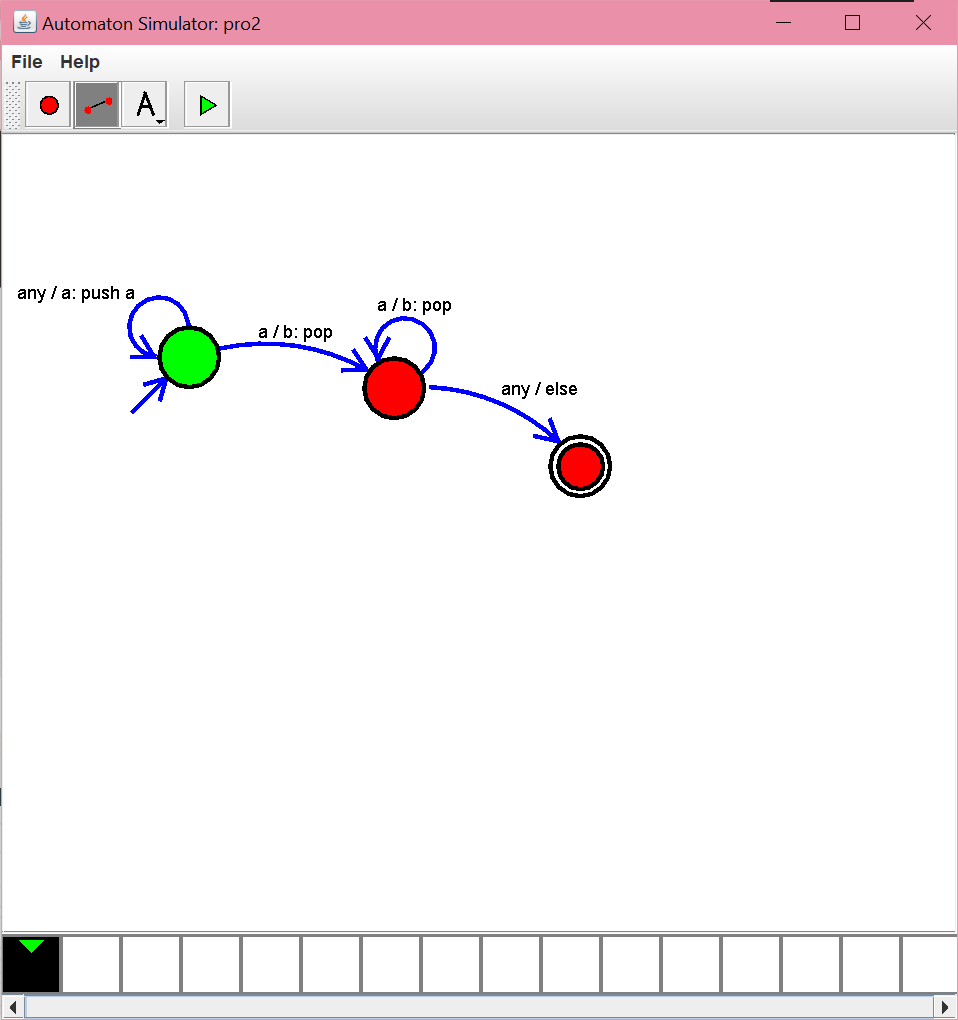 Automaton Simulator: pro2
File Help
A
any / a: push a
a / b: pop
a / b: pop
any / else